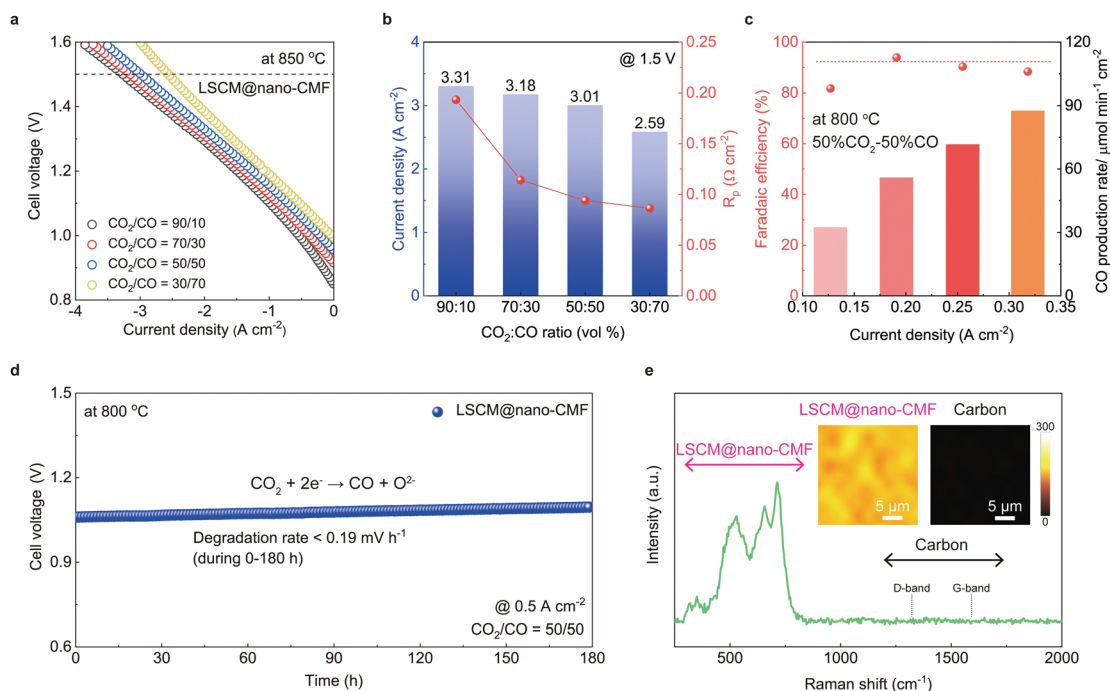 a
1.6
1.4
1.2
1.0
0.8
Cell voltage (V)
at 850 °C
LSCM@nano-CMF
CO₂/CO = 90/10
CO₂/CO = 70/30
CO₂/CO = 50/50
CO₂/CO = 30/70
-4 -3 -2 -1 0
Current density (A cm⁻²)
b
4
3
2
1
0
Current density (A cm⁻²)
@ 1.5 V
3.31 3.18 3.01 2.59
90:10 70:30 50:50 30:70
CO₂:CO ratio (vol %)
0.25
0.20
0.15
0.10
0.05
0.00
Rₚ (Ω cm⁻²)
c
100
80
60
40
20
0
Faradaic efficiency (%)
at 800 °C
50%CO₂-50%CO
0.10 0.15 0.20 0.25 0.30 0.35
Current density (A cm⁻²)
120
90
60
30
0
CO production rate/ μmol min⁻¹ cm⁻²
d
1.5
1.2
0.9
0.6
Cell voltage (V)
at 800 °C
LSCM@nano-CMF
CO₂ + 2e⁻ → CO + O²⁻
Degradation rate < 0.19 mV h⁻¹
(during 0-180 h)
@ 0.5 A cm⁻²
CO₂/CO = 50/50
0 30 60 90 120 150 180
Time (h)
e
Intensity (a.u.)
LSCM@nano-CMF
LSCM@nano-CMF Carbon
5 μm
5 μm
300
0
Carbon
D-band G-band
500 1000 1500 2000
Raman shift (cm⁻¹)